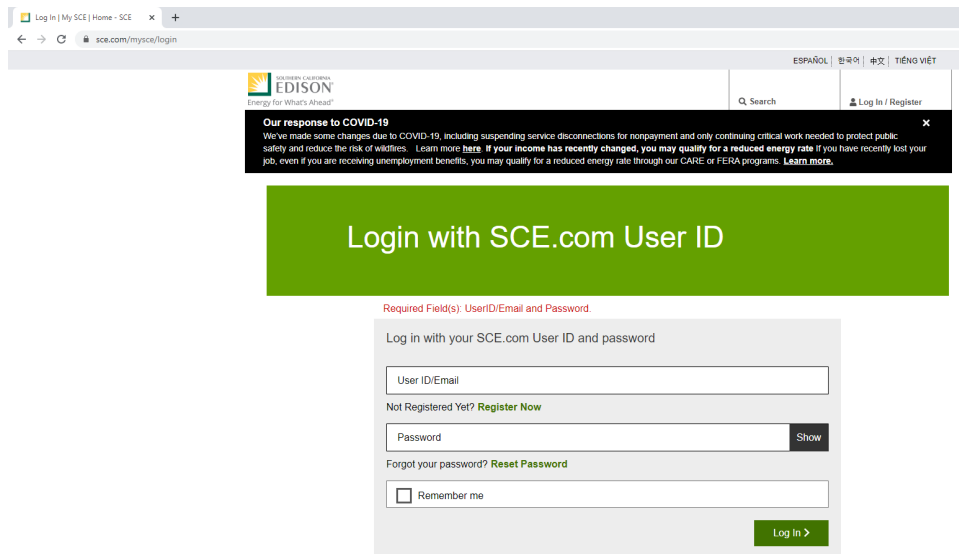 Log In | My SCE | Home - SCE
sce.com/mysce/login
ESPAÑOL | 한국어 | 中文 | TIẾNG VIỆT
SOUTHERN CALIFORNIA
EDISON®
Energy for What's Ahead®
Search
Log In / Register
Our response to COVID-19
We've made some changes due to COVID-19, including suspending service disconnections for nonpayment and only continuing critical work needed to protect public
safety and reduce the risk of wildfires. Learn more here. If your income has recently changed, you may qualify for a reduced energy rate If you have recently lost your
job, even if you are receiving unemployment benefits, you may qualify for a reduced energy rate through our CARE or FERA programs. Learn more.
Login with SCE.com User ID
Required Field(s): UserID/Email and Password.
Log in with your SCE.com User ID and password
User ID/Email
Not Registered Yet? Register Now
Password
Show
Forgot your password? Reset Password
Remember me
Log In